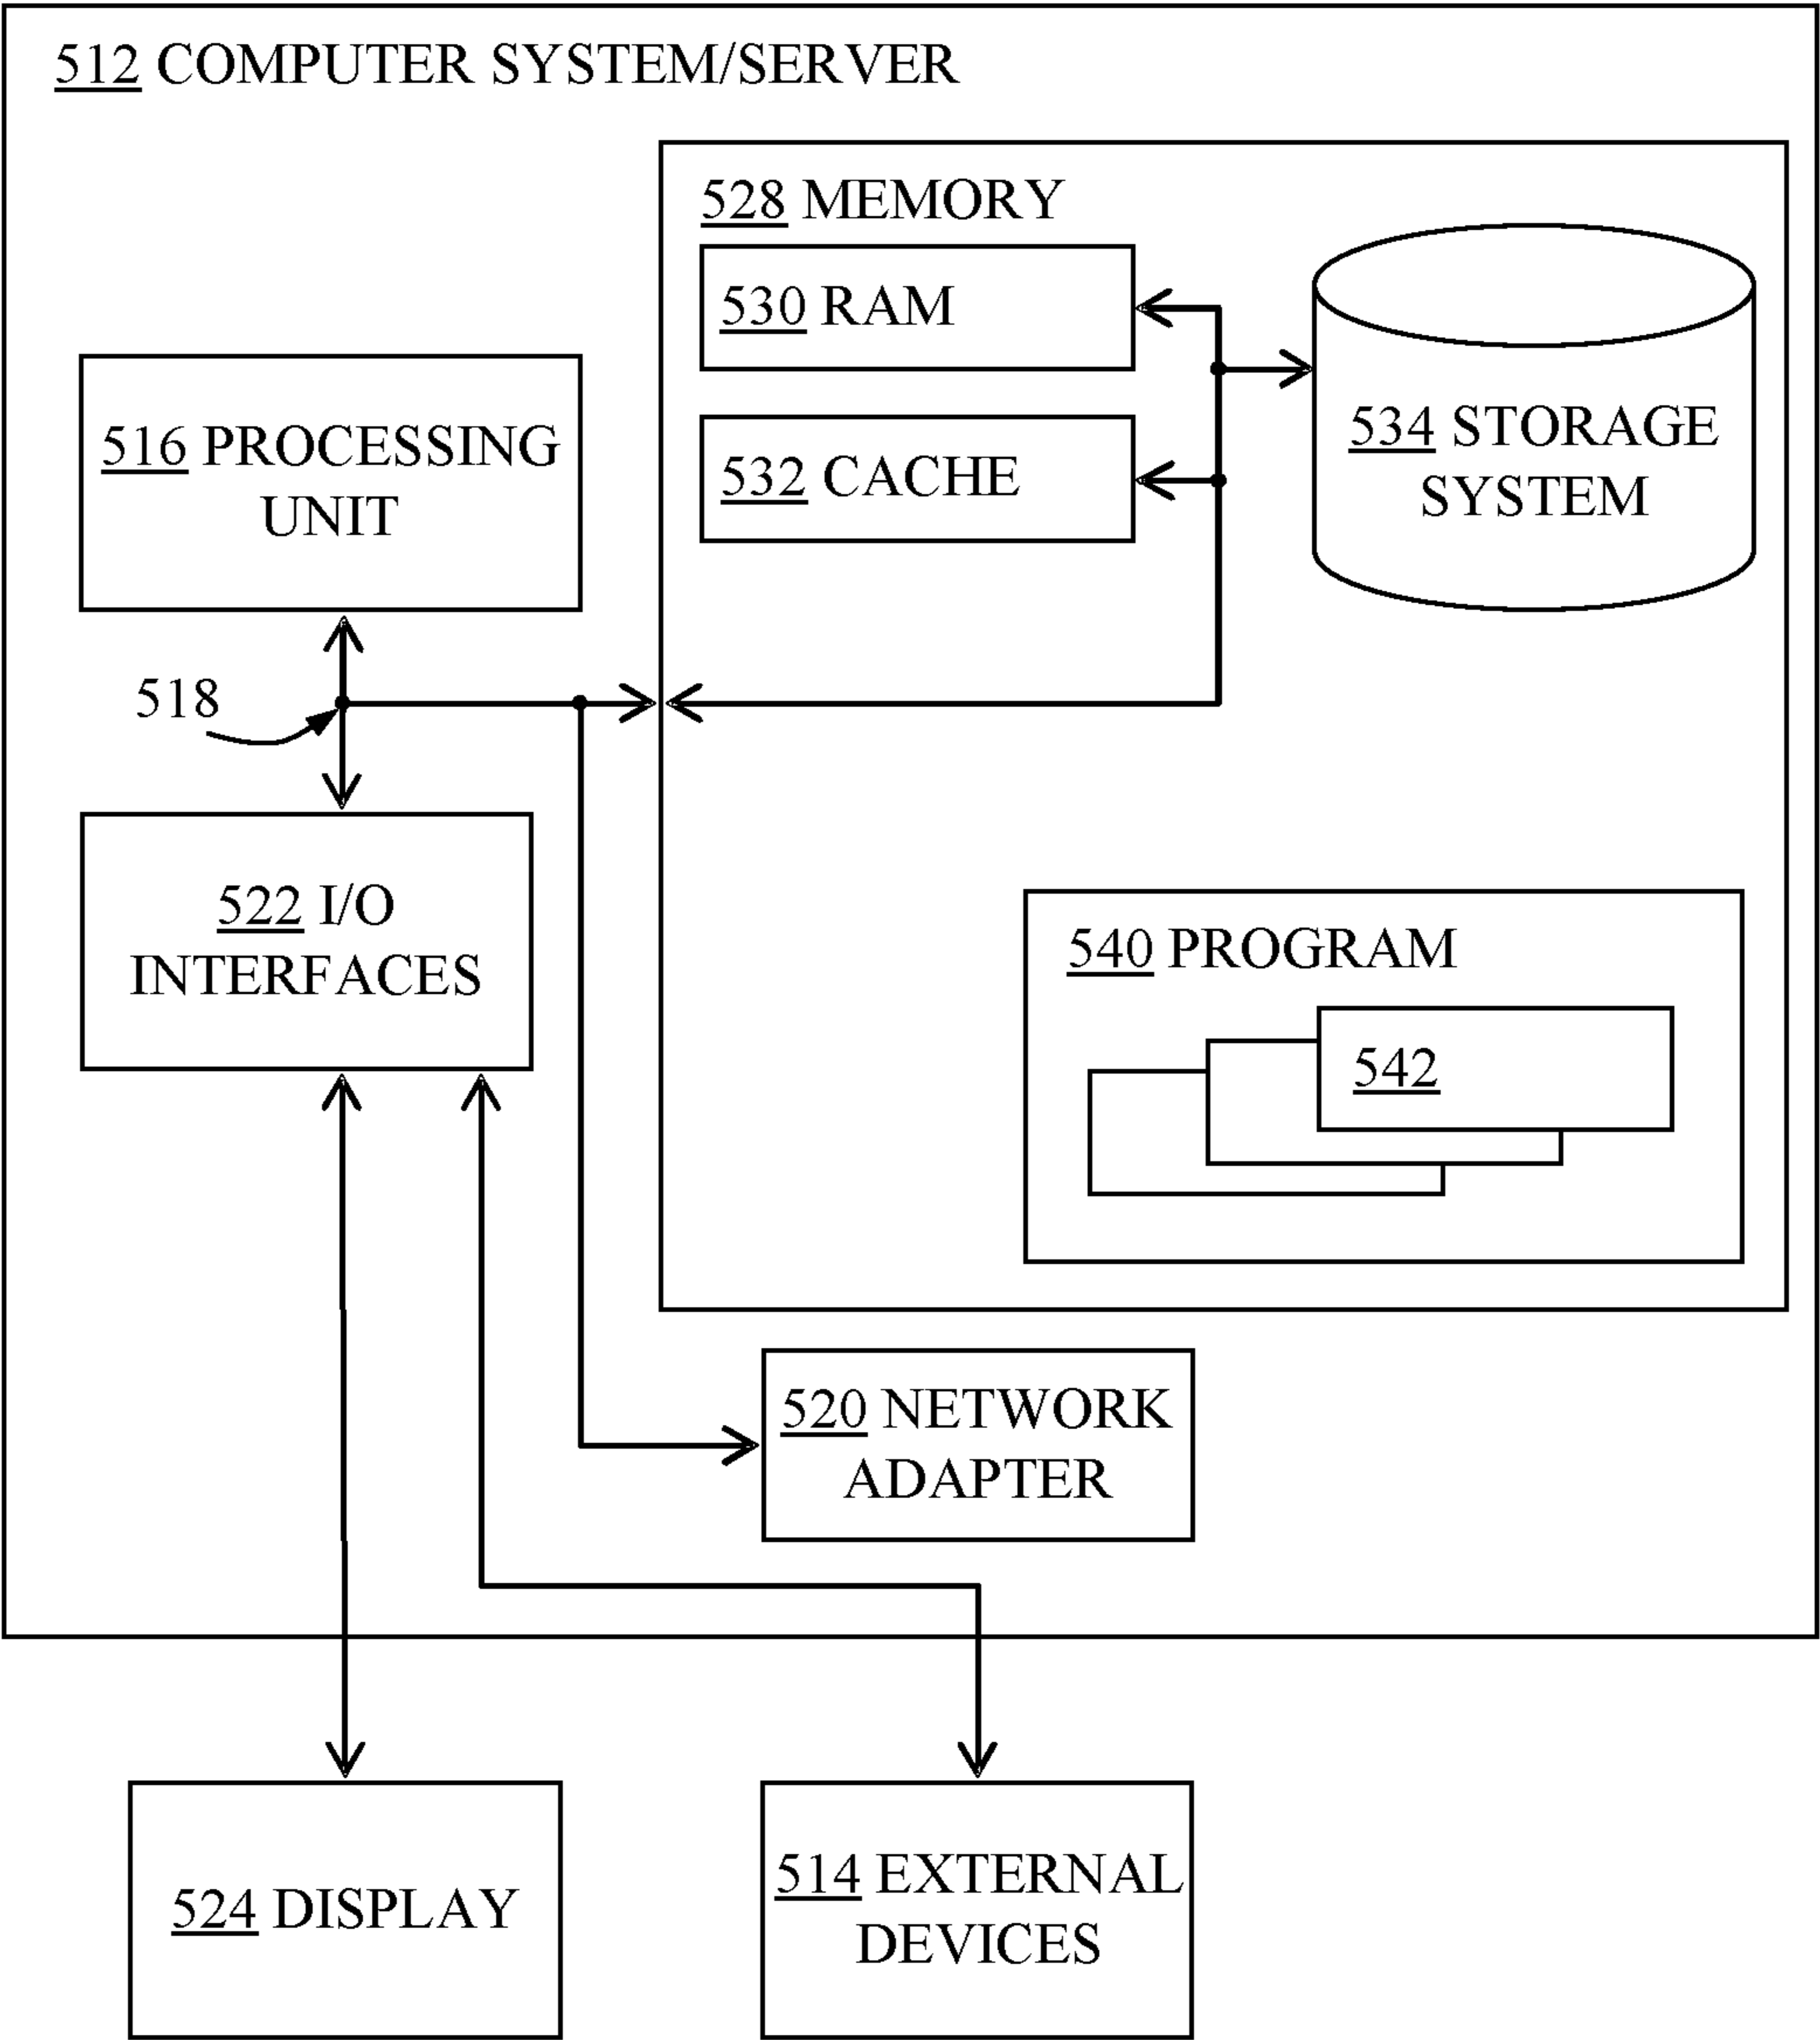 512 COMPUTER SYSTEM/SERVER
528 MEMORY
530 RAM
532 CACHE
534 STORAGE
SYSTEM
516 PROCESSING
UNIT
518
522 I/O
INTERFACES
540 PROGRAM
542
520 NETWORK
ADAPTER
524 DISPLAY
514 EXTERNAL
DEVICES